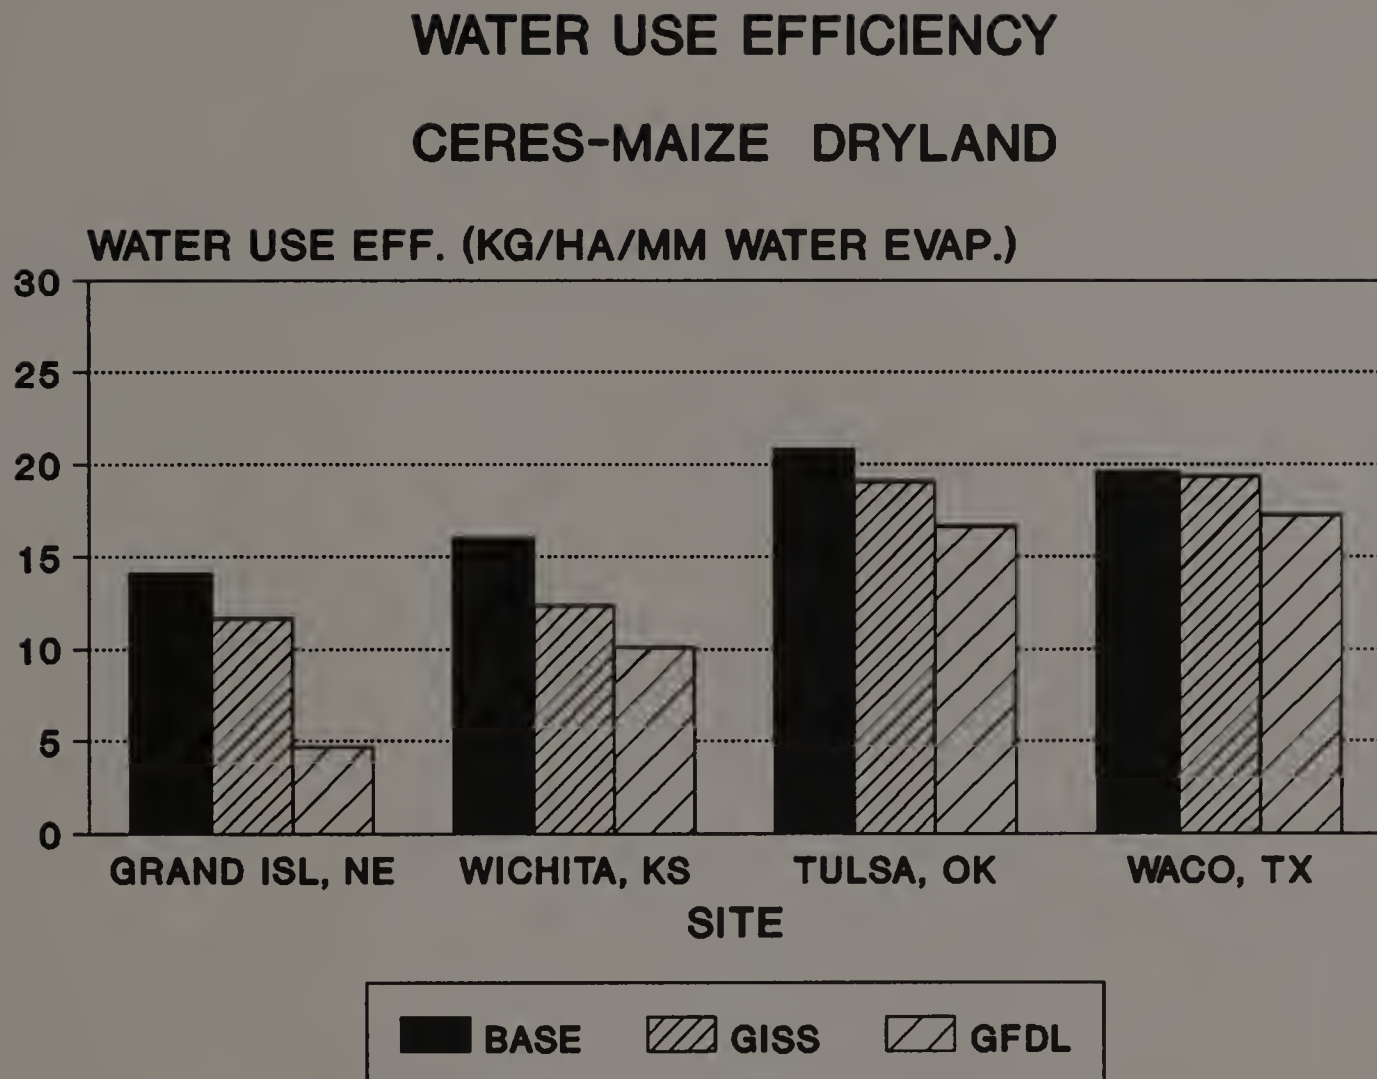 WATER USE EFFICIENCY
CERES-MAIZE DRYLAND
WATER USE EFF. (KG/HA/MM WATER EVAP.)
30
25
20
15
10
5
0
GRAND ISL, NE WICHITA, KS TULSA, OK WACO, TX
SITE
BASE GISS GFDL